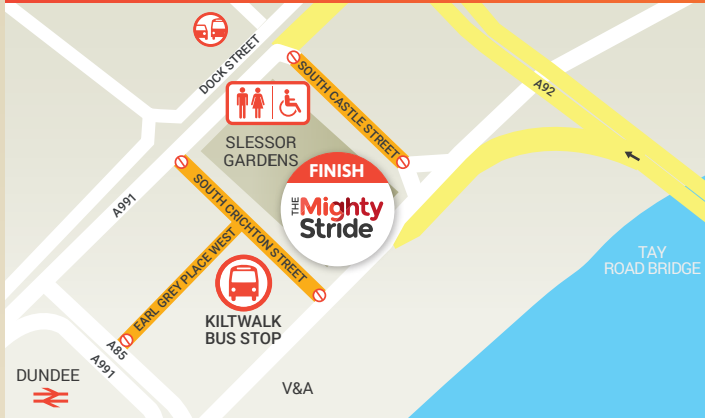 DOCK STREET
SOUTH CASTLE STREET
A92
SLESSOR
GARDENS
FINISH
THE Mighty
Stride
A991
SOUTH CRICHTON STREET
EARL GREY PLACE WEST
TAY
ROAD BRIDGE
KILTWALK
BUS STOP
A85
A991
DUNDEE
V&A